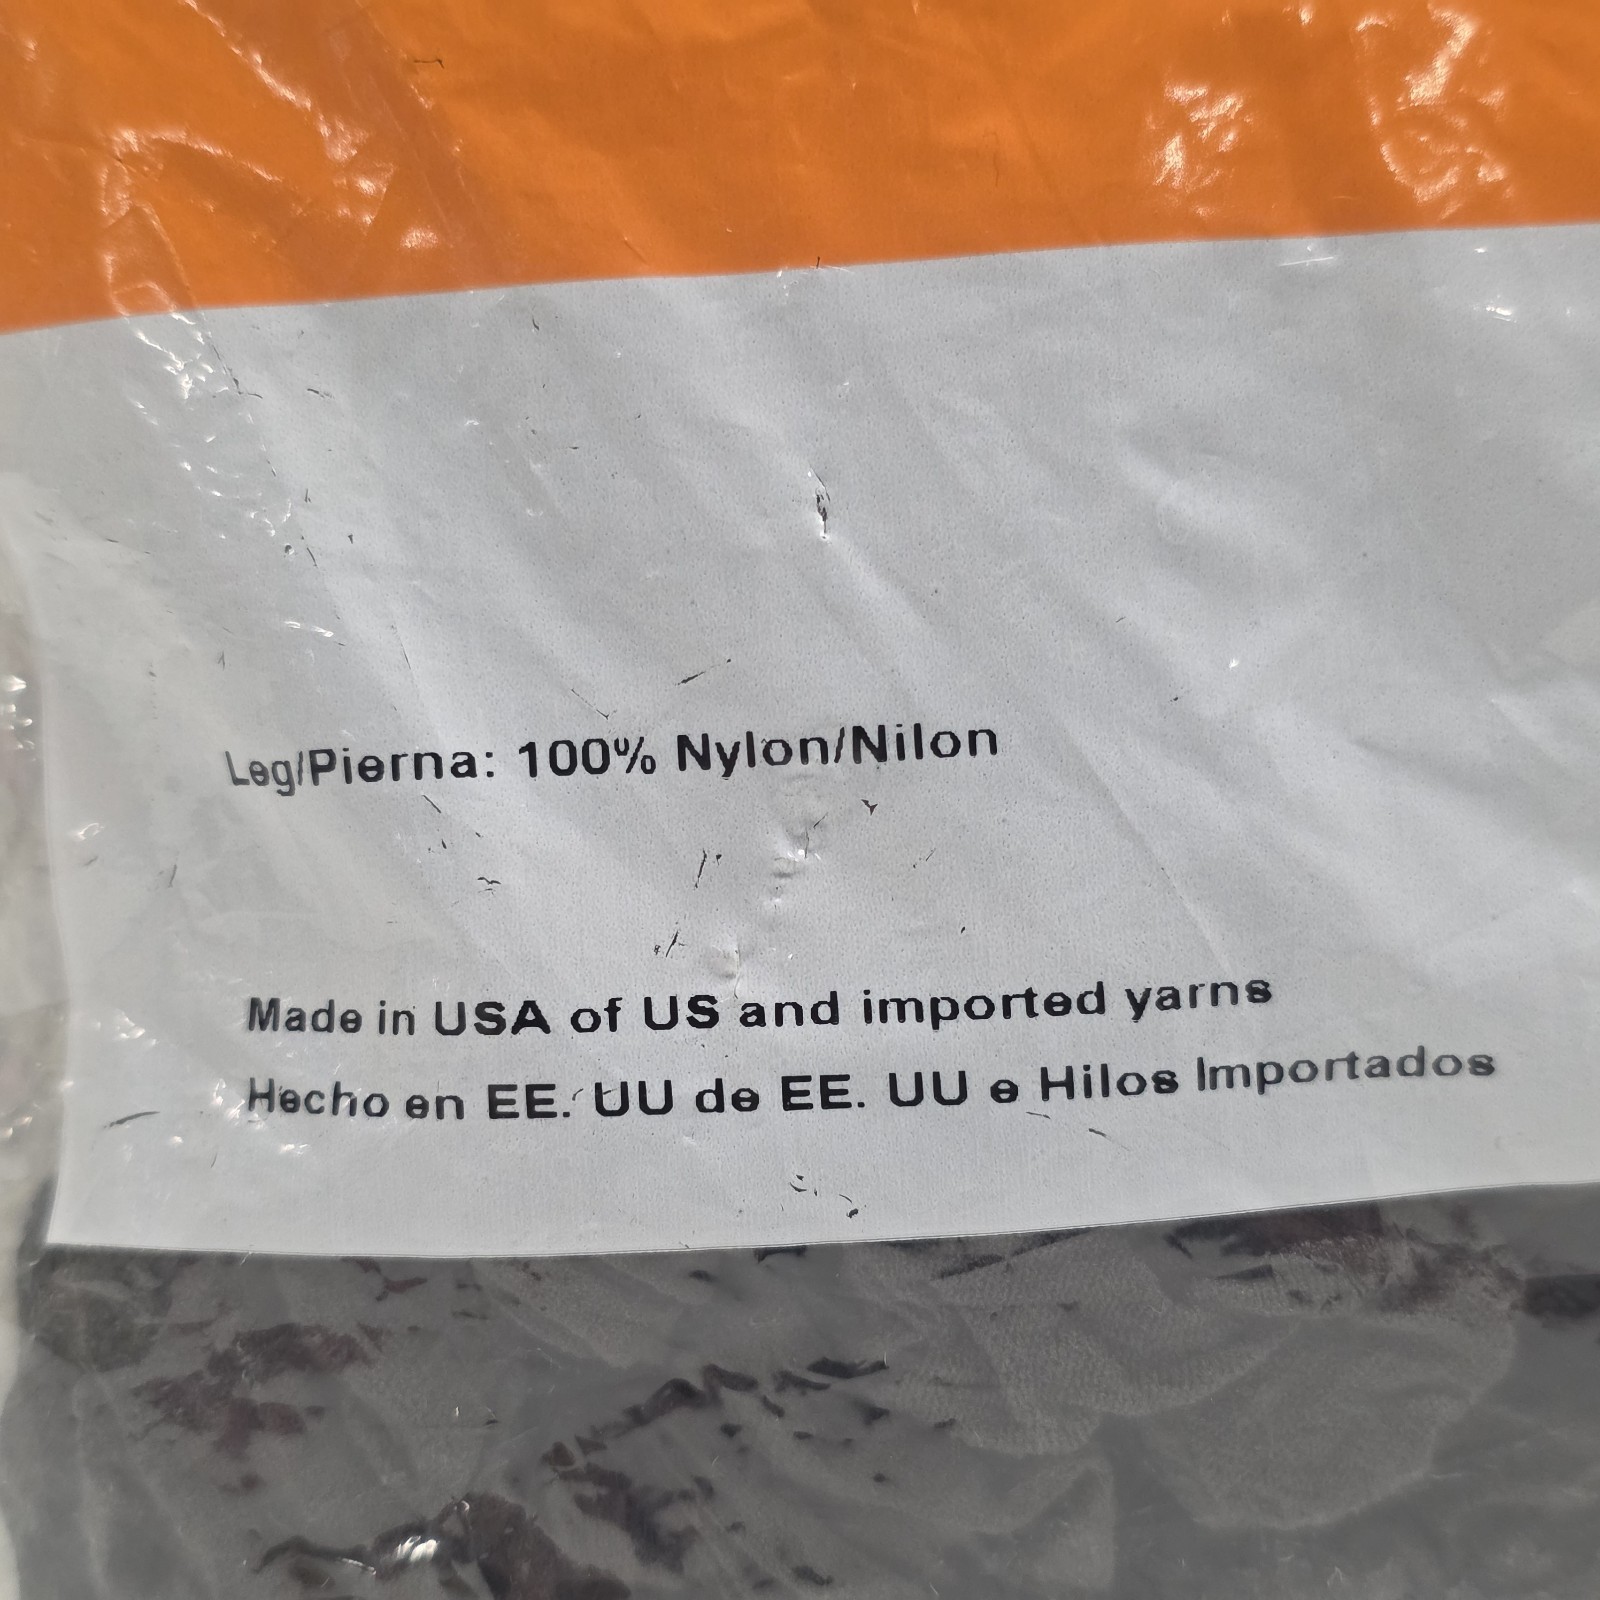 Leg/Pierna: 100% Nylon/Nilon
Made in USA of US and imported yarns
Hecho en EE. UU de EE. UU e Hilos Importados